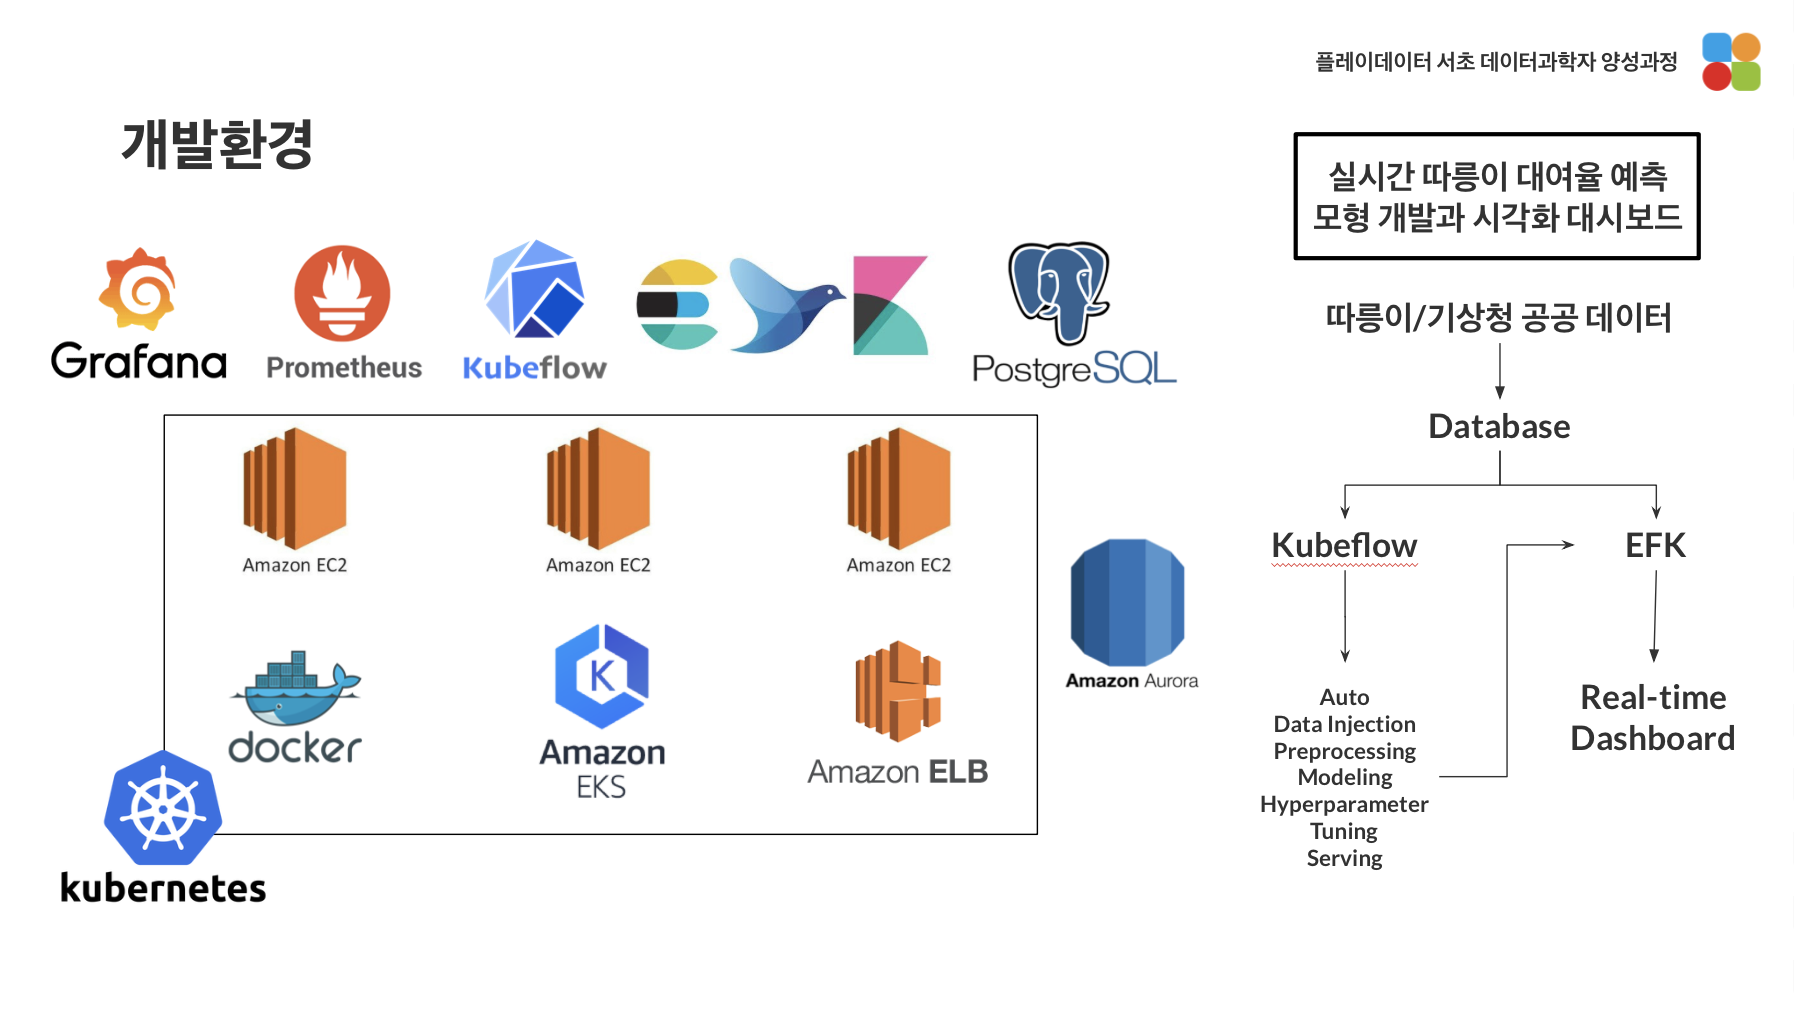 플레이데이터 서초 데이터과학자 양성과정
개발환경
실시간 따릉이 대여율 예측
모형 개발과 시각화 대시보드
Grafana
Prometheus
Kubeflow
PostgreSQL
Amazon EC2
Amazon EC2
Amazon EC2
docker
K
Amazon
EKS
Amazon ELB
Amazon Aurora
kubernetes
따릉이/기상청 공공 데이터
Database
Kubeflow
EFK
Auto
Data Injection
Preprocessing
Modeling
Hyperparameter
Tuning
Serving
Real-time
Dashboard